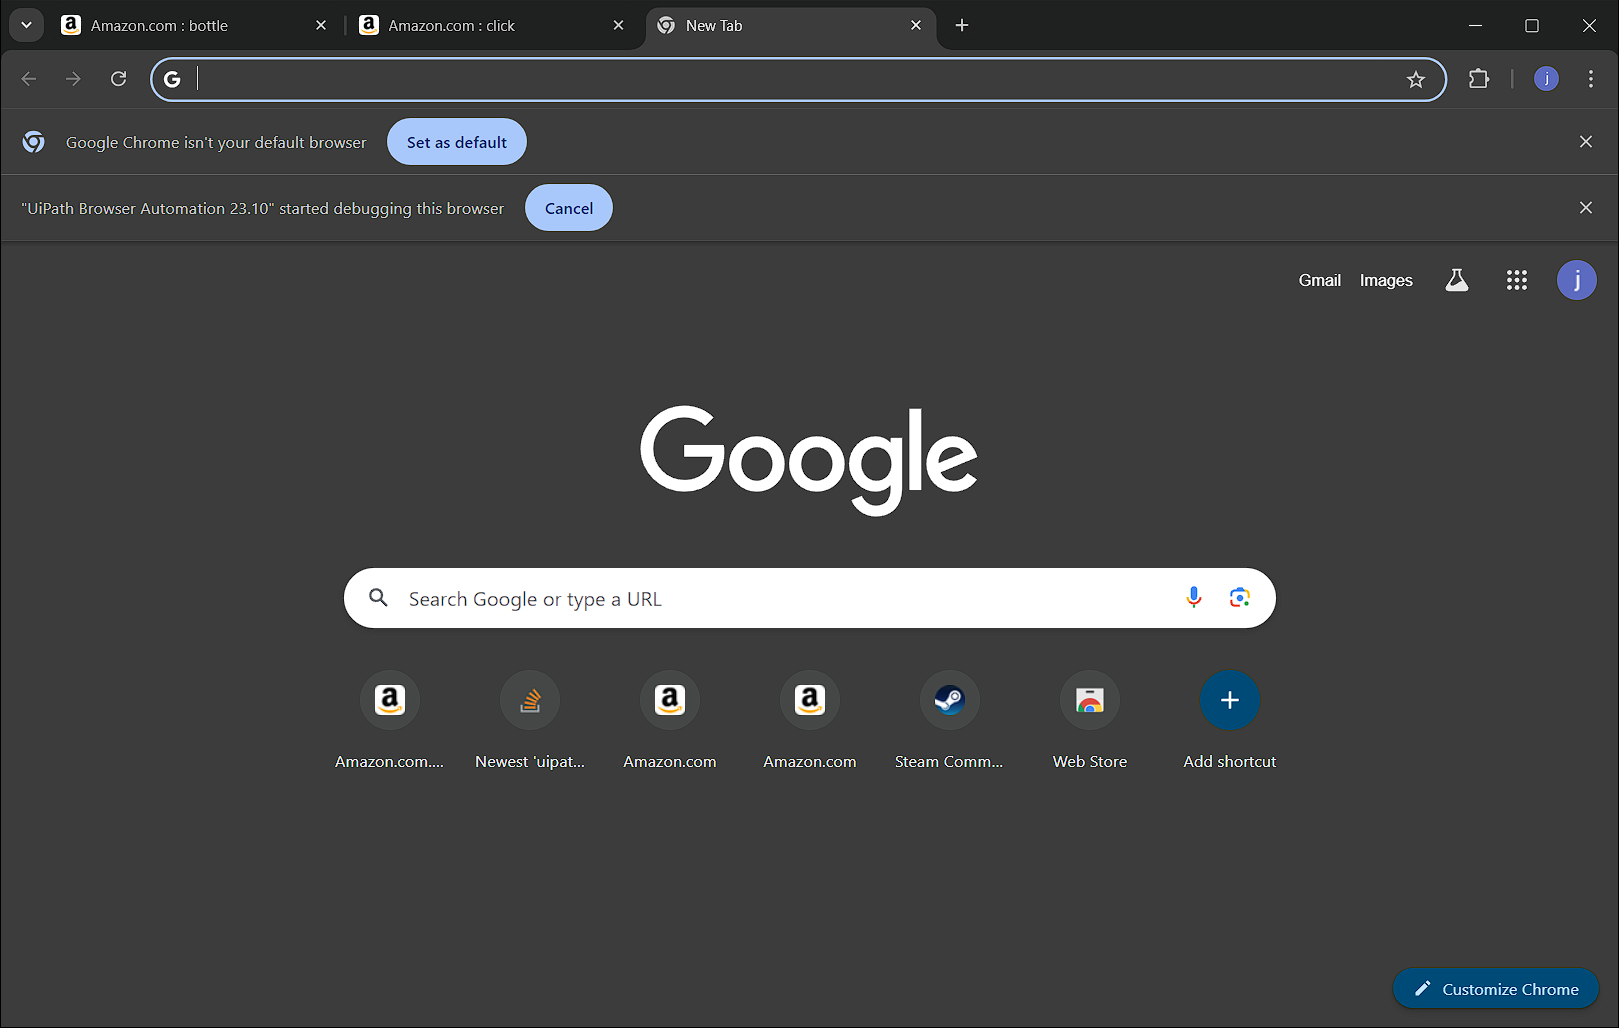 Amazon.com : bottle
Amazon.com : click
New Tab
Google Chrome isn't your default browser
Set as default
"UiPath Browser Automation 23.10" started debugging this browser
Cancel
Gmail
Images
j
j
Google
Search Google or type a URL
Amazon.com....
Newest 'uipat...
Amazon.com
Amazon.com
Steam Comm...
Web Store
Add shortcut
Customize Chrome